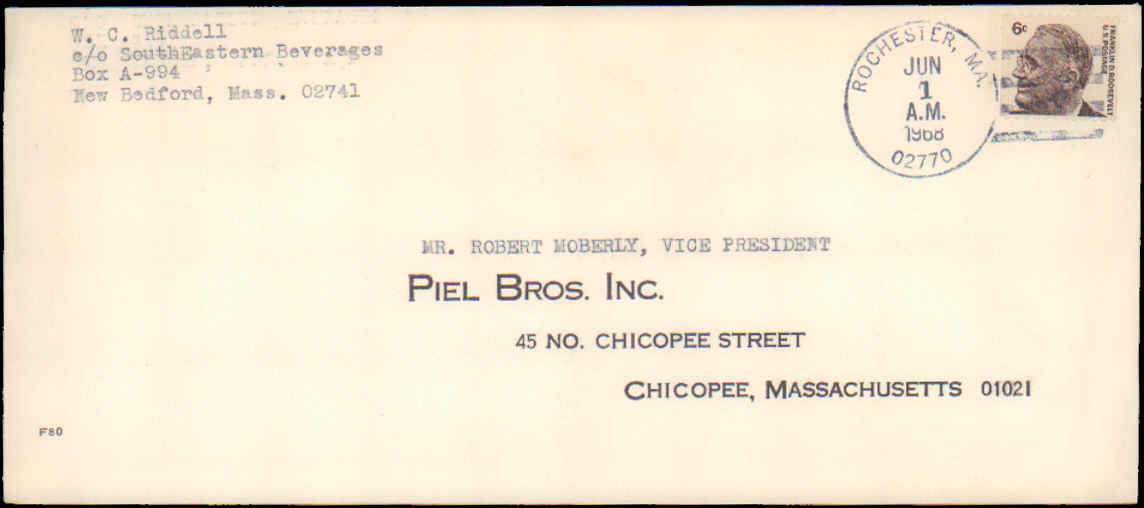 W. C. Riddell
c/o SouthEastern Beverages
Box A-994
New Bedford, Mass. 02741
ROCHESTER, MA.
JUN
1
A.M.
1968
02770
6c
FRANKLIN D. ROOSEVELT
U.S. POSTAGE
MR. ROBERT MOBERLY, VICE PRESIDENT
PIEL BROS. INC.
45 NO. CHICOPEE STREET
CHICOPEE, MASSACHUSETTS 01021
F80